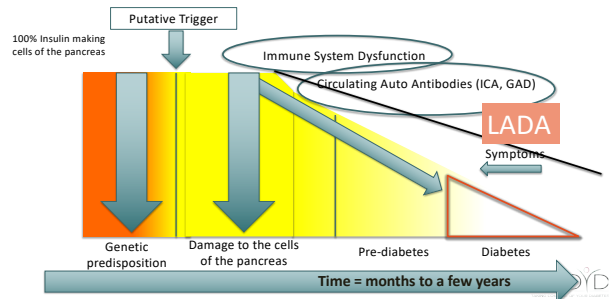 Putative Trigger
100% Insulin making
cells of the pancreas
Immune System Dysfunction
Circulating Auto Antibodies (ICA, GAD)
LADA
Symptoms
Genetic
predisposition
Damage to the cells
of the pancreas
Pre-diabetes
Diabetes
Time = months to a few years